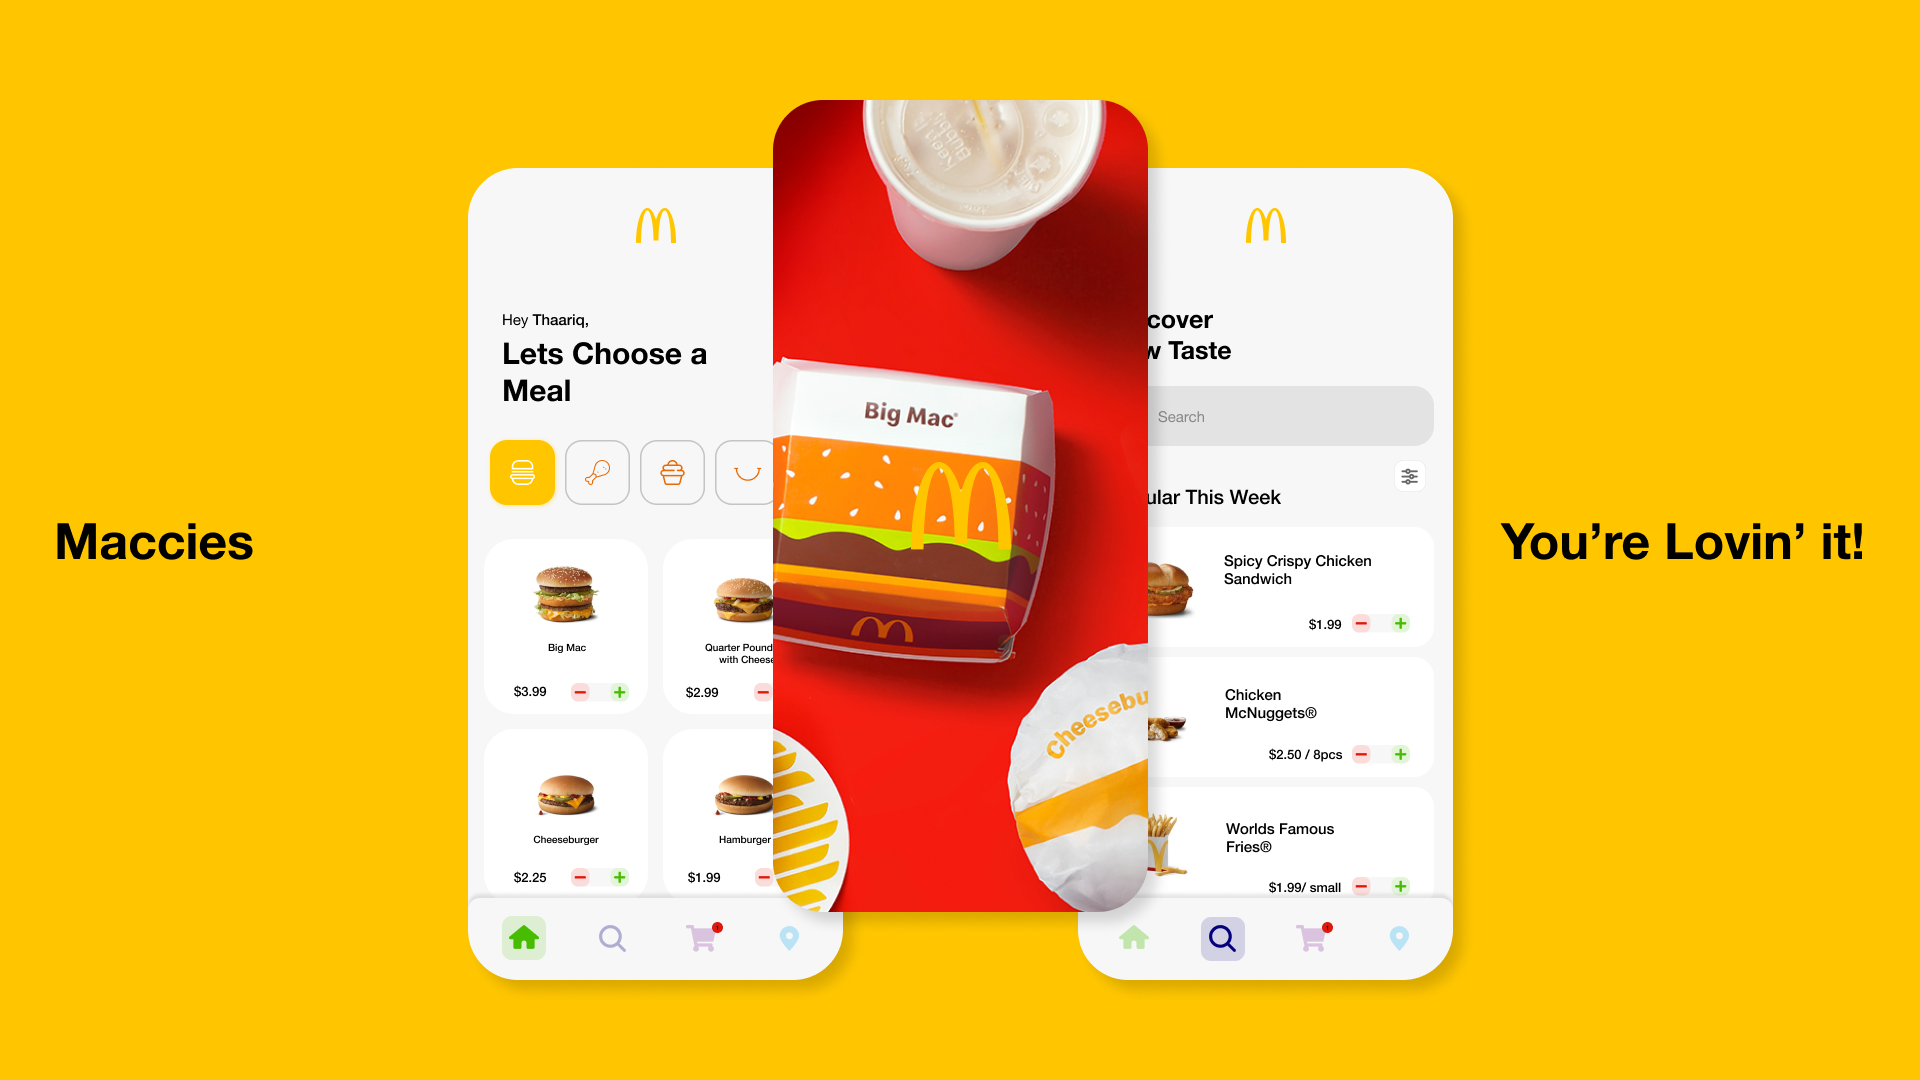 Maccies
Hey Thaariq,
Lets Choose a
Meal
Big Mac
$3.99
Quarter Pound
with Cheese
$2.99
Cheeseburger
$2.25
Hamburger
$1.99
Big Mac®
Cheesebu
cover
w Taste
Search
ular This Week
Spicy Crispy Chicken
Sandwich
$1.99
Chicken
McNuggets®
$2.50 / 8pcs
Worlds Famous
Fries®
$1.99/ small
You’re Lovin’ it!